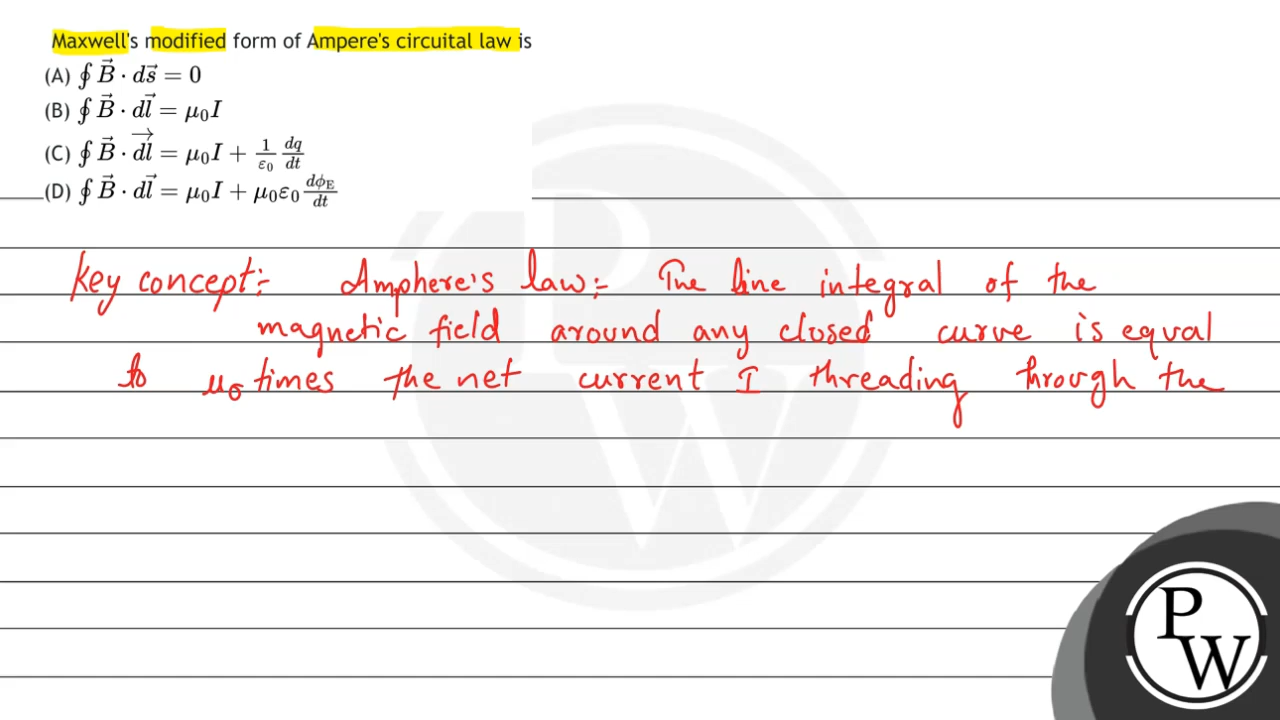 Maxwell's modified form of Ampere's circuital law is
(A) ∮ B⃗ · ds⃗ = 0
(B) ∮ B⃗ · dl⃗ = μ₀I
(C) ∮ B⃗ · dl⃗ = μ₀I + 1/ε₀ dq/dt
(D) ∮ B⃗ · dl⃗ = μ₀I + μ₀ε₀ dϕ_E/dt
Key concept:- Amphere's law:- The line integral of the
magnetic field around any closed curve is equal
to μ₀ times the net current I threading through the
P
W